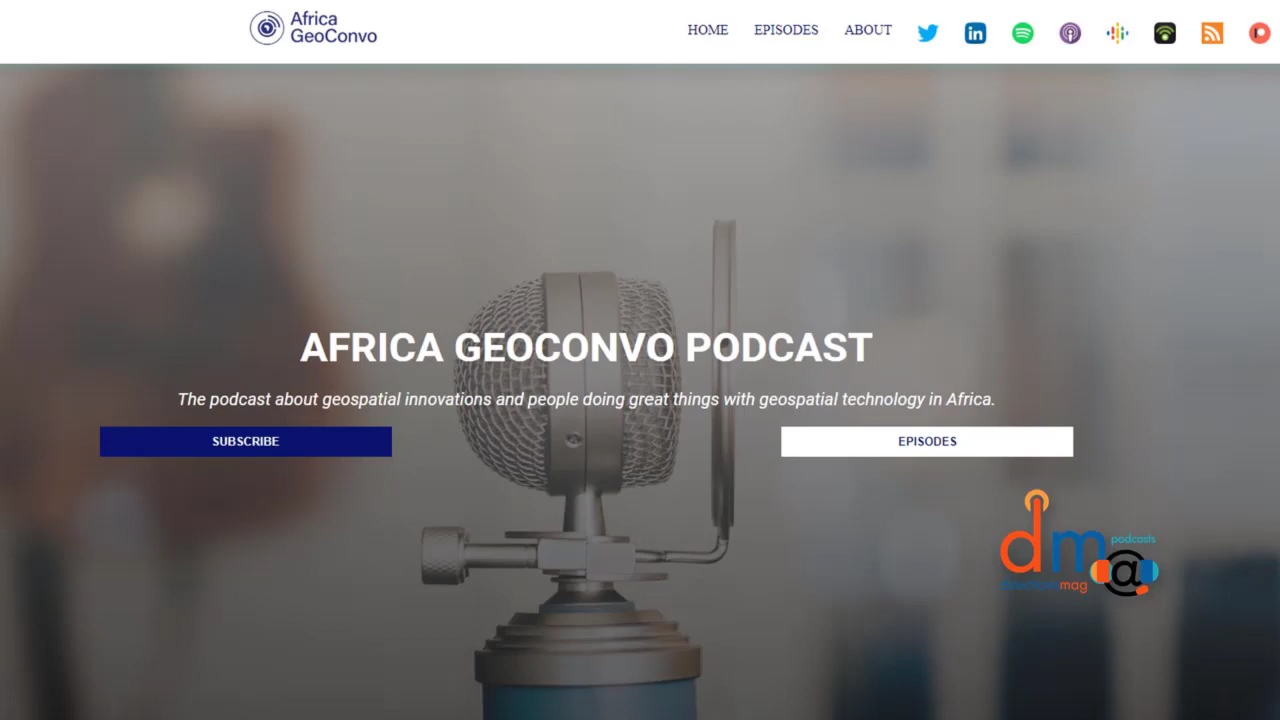 Africa
GeoConvo
HOME EPISODES ABOUT
AFRICA GEOCONVO PODCAST
The podcast about geospatial innovations and people doing great things with geospatial technology in Africa.
SUBSCRIBE EPISODES
dm podcasts
mag @